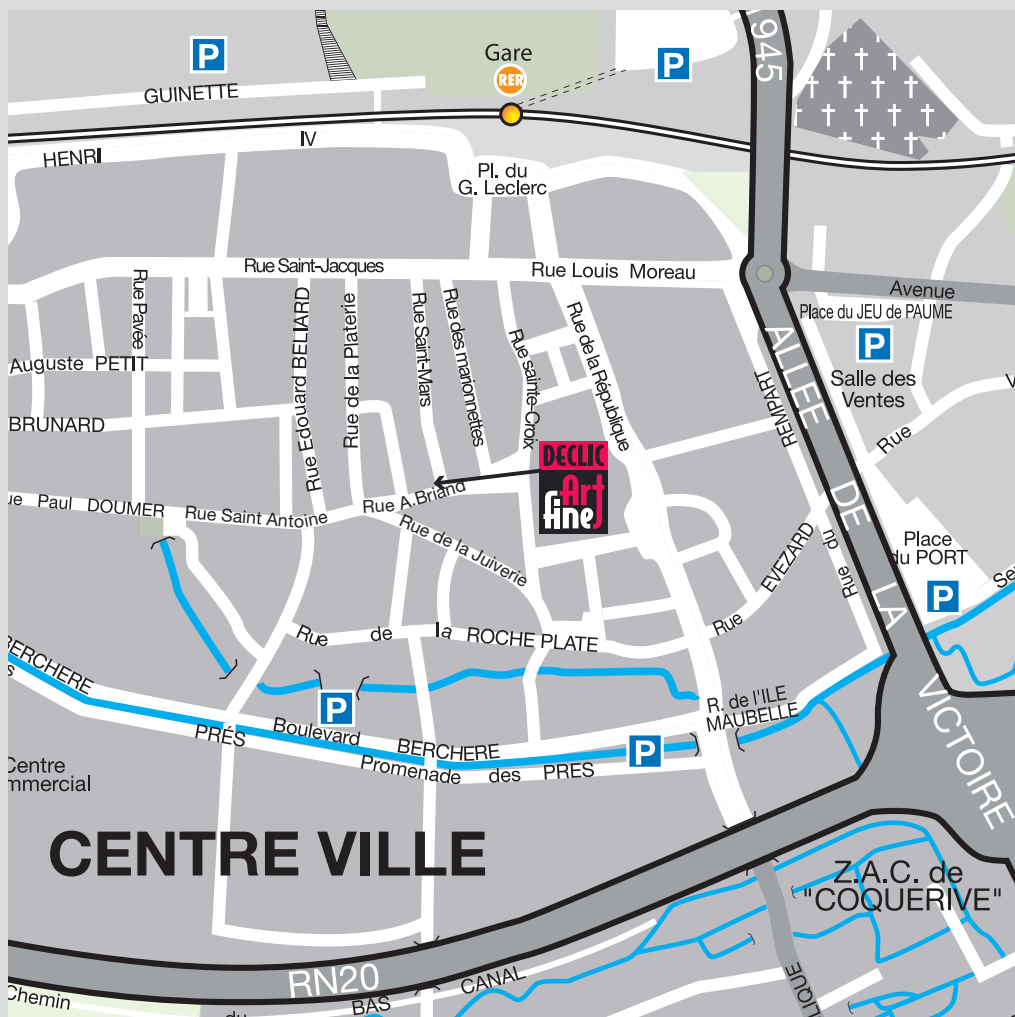 P
Gare
RER
P
945
GUINETTE
HENRI IV
Pl. du
G. Leclerc
Rue Saint-Jacques
Rue Louis Moreau
Avenue
Place du JEU de PAUME
P
Salle des
Ventes
Rue Pavée
Rue Edouard BELIARD
Rue de la Platerie
Rue Saint-Mars
Rue des marionnettes
Rue sainte-Croix
Rue de la République
REMPART
Rue du
ALLEE DE LA VICTOIRE
Auguste PETIT
BRUNARD
Rue
DECLIC
Art
fine
Paul DOUMER
Rue Saint Antoine
Rue A.Briand
Rue de la Juiverie
Rue EVEZARD
Place
du PORT
P
Rue de la ROCHE PLATE
BERCHERE
PRÉS
P
Boulevard BERCHERE
Promenade des PRES
P
R. de l'ILE
MAUBELLE
Centre
CENTRE VILLE
Z.A.C. de
"COQUERIVE"
RN20
Chemin du BAS CANAL